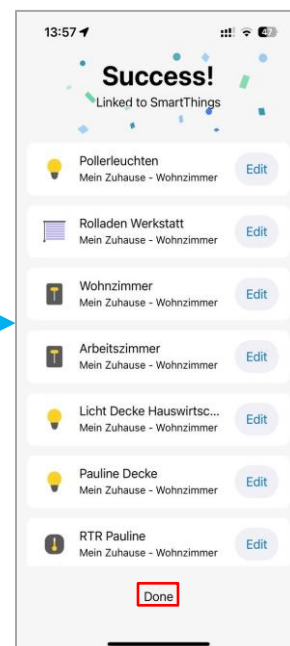 13:57
47
Success!
Linked to SmartThings
Pollerleuchten
Mein Zuhause - Wohnzimmer
Edit
Rolladen Werkstatt
Mein Zuhause - Wohnzimmer
Edit
Wohnzimmer
Mein Zuhause - Wohnzimmer
Edit
Arbeitszimmer
Mein Zuhause - Wohnzimmer
Edit
Licht Decke Hauswirtsc...
Mein Zuhause - Wohnzimmer
Edit
Pauline Decke
Mein Zuhause - Wohnzimmer
Edit
RTR Pauline
Mein Zuhause - Wohnzimmer
Edit
Done